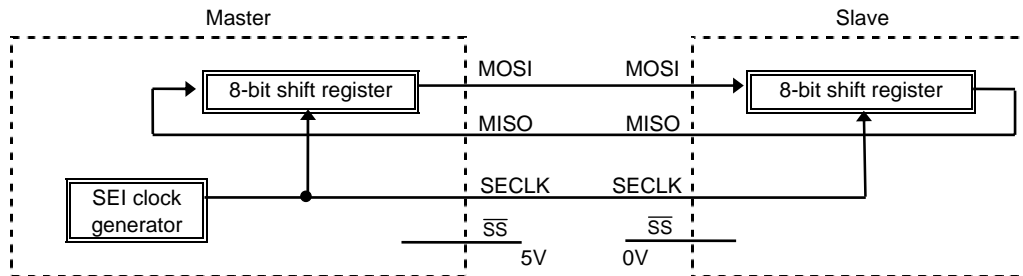 Master
Slave
MOSI
MOSI
8-bit shift register
8-bit shift register
MISO
MISO
SEI clock
generator
SECLK
SECLK
SS
SS
5V
0V